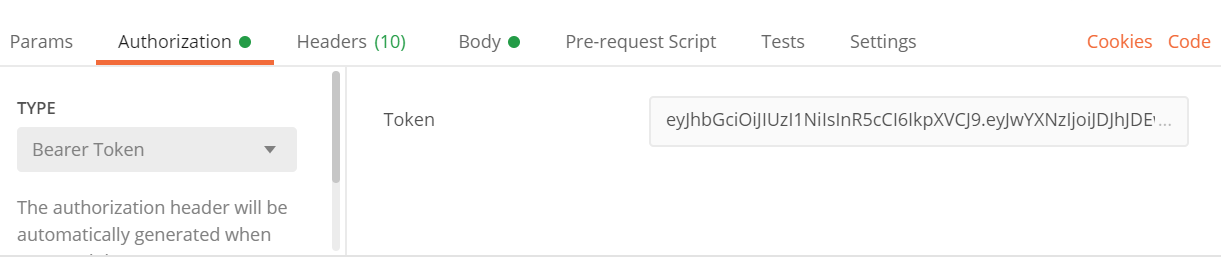 Params Authorization Headers (10) Body Pre-request Script Tests Settings Cookies Code
TYPE
Bearer Token
The authorization header will be
automatically generated when
Token
eyJhbGciOiJIUzI1NiIsInR5cCI6IkpXVCJ9.eyJwYXNzIjoiJDJhJDEw...